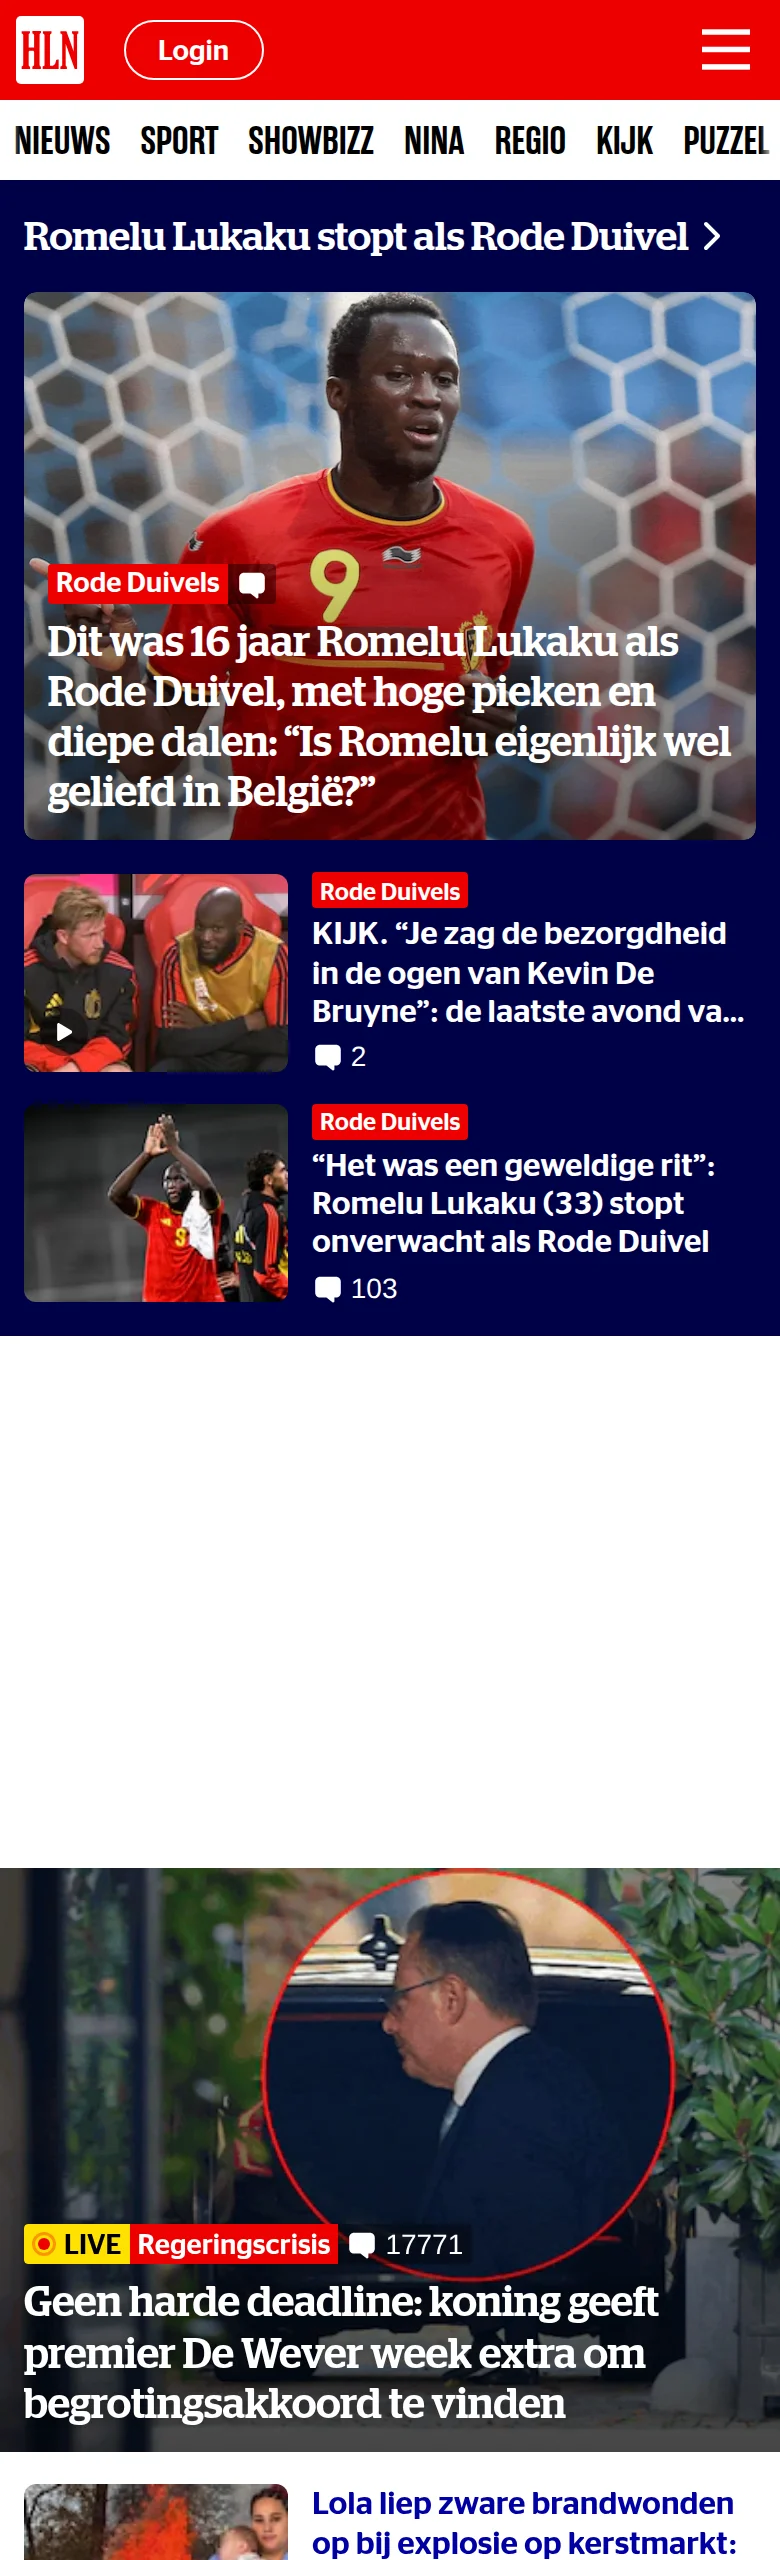 HLN
Login
NIEUWS SPORT SHOWBIZZ NINA REGIO KIJK PUZZEL
Romelu Lukaku stopt als Rode Duivel
9
Rode Duivels
Dit was 16 jaar Romelu Lukaku als
Rode Duivel, met hoge pieken en
diepe dalen: “Is Romelu eigenlijk wel
geliefd in België?”
Rode Duivels
KIJK. “Je zag de bezorgdheid
in de ogen van Kevin De
Bruyne”: de laatste avond va...
2
Rode Duivels
“Het was een geweldige rit”:
Romelu Lukaku (33) stopt
onverwacht als Rode Duivel
103
LIVE Regeringscrisis 17771
Geen harde deadline: koning geeft
premier De Wever week extra om
begrotingsakkoord te vinden
Lola liep zware brandwonden
op bij explosie op kerstmarkt: